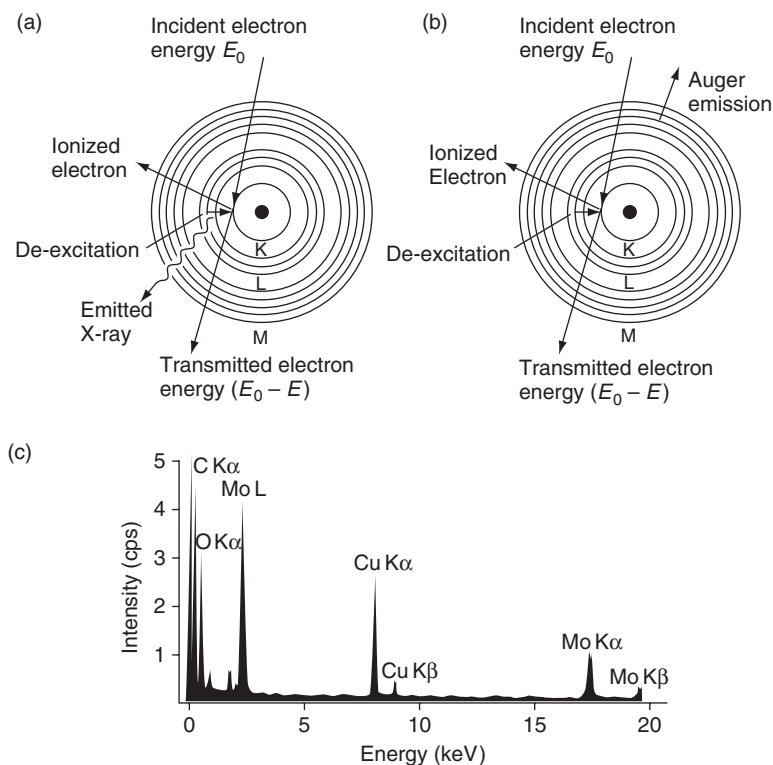 (a)
Incident electron
energy E₀
Ionized
electron
De-excitation
Emitted
X-ray
K
L
M
Transmitted electron
energy (E₀ – E)
(b)
Incident electron
energy E₀
Auger
emission
Ionized
Electron
De-excitation
K
L
M
Transmitted electron
energy (E₀ – E)
(c)
Intensity (cps)
5
4
3
2
1
C Kα
Mo L
O Kα
Cu Kα
Cu Kβ
Mo Kα
Mo Kβ
0 5 10 15 20
Energy (keV)